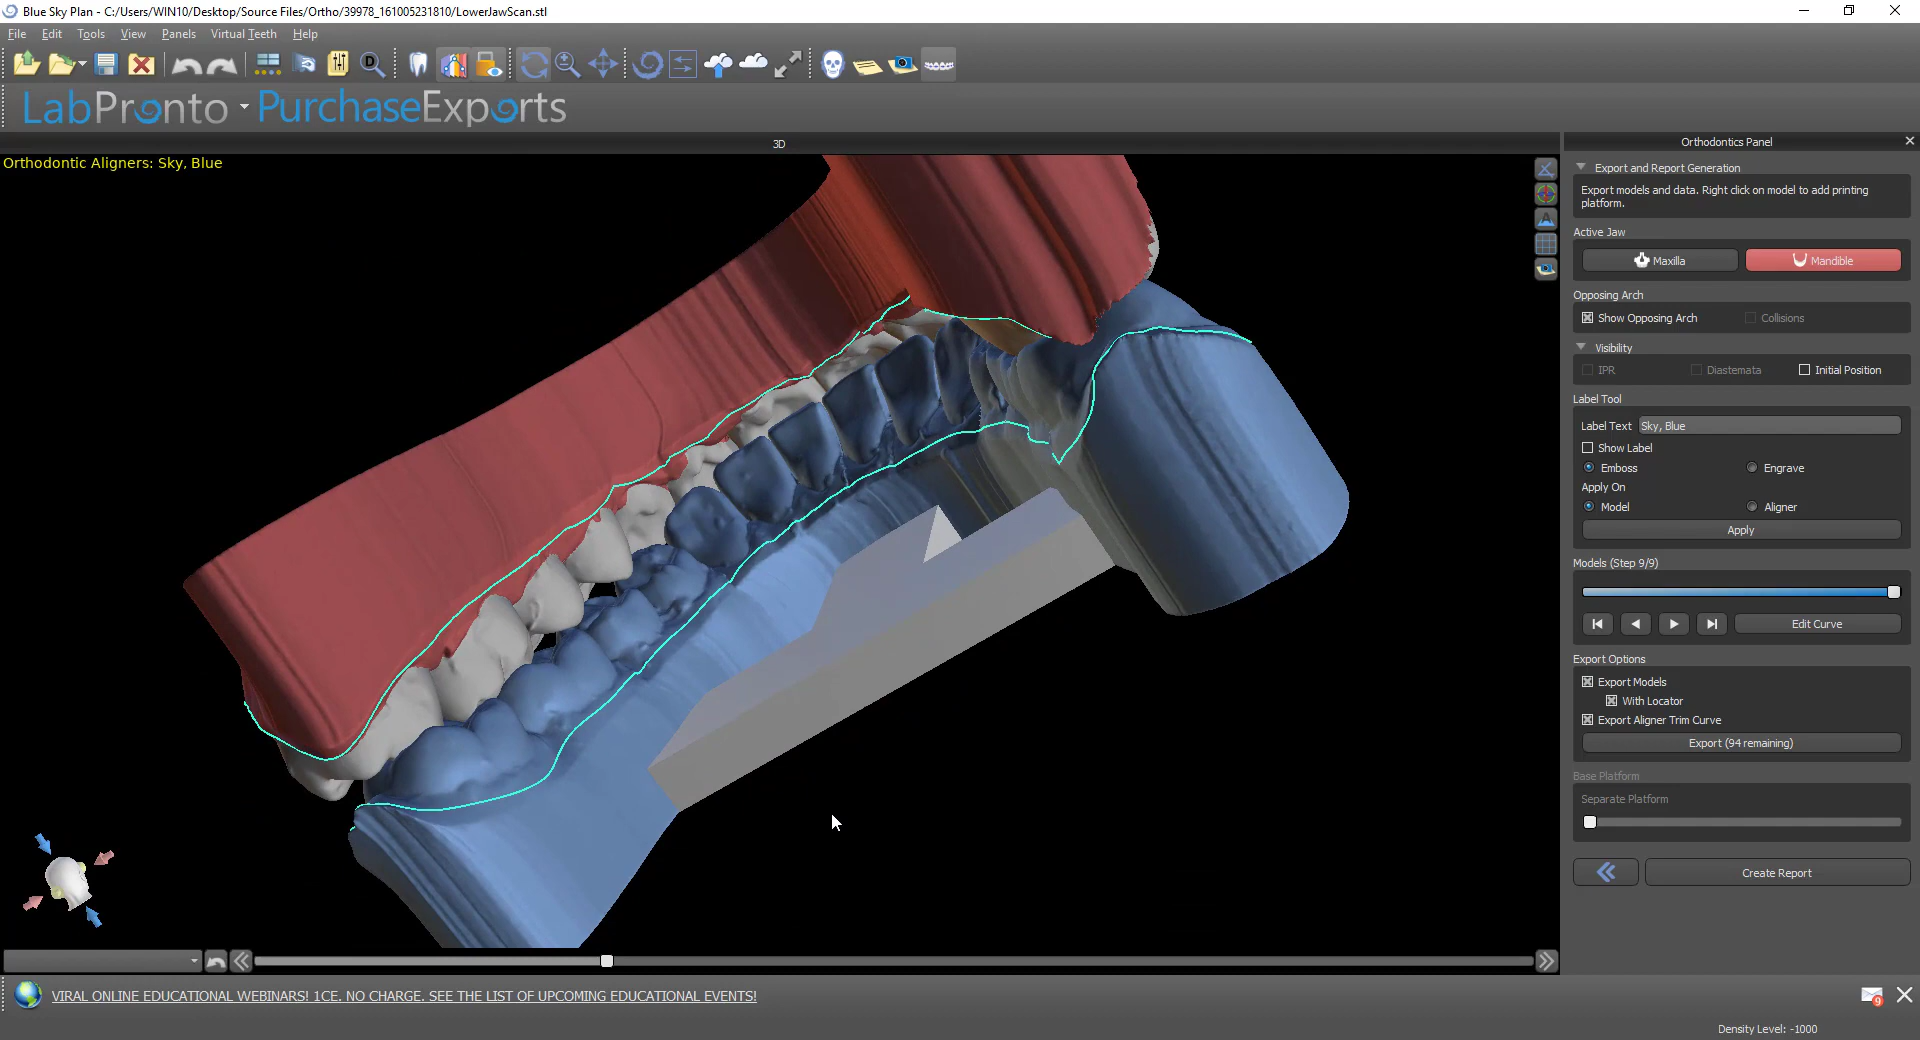 Blue Sky Plan - C:/Users/WIN10/Desktop/Source Files/Ortho/39978_161005231810/LowerJawScan.stl
File Edit Tools View Panels Virtual Teeth Help
D
LabPronto PurchaseExports
3D
Orthodontics Panel
Orthodontic Aligners: Sky, Blue
Export and Report Generation
Export models and data. Right click on model to add printing
platform.
Active Jaw
Maxilla Mandible
Opposing Arch
Show Opposing Arch Collisions
Visibility
IPR Diastemata Initial Position
Label Tool
Label Text Sky, Blue
Show Label
Emboss Engrave
Apply On
Model Aligner
Apply
Models (Step 9/9)
Edit Curve
Export Options
Export Models
With Locator
Export Aligner Trim Curve
Export (94 remaining)
Base Platform
Separate Platform
Create Report
VIRAL ONLINE EDUCATIONAL WEBINARS! 1CE. NO CHARGE. SEE THE LIST OF UPCOMING EDUCATIONAL EVENTS!
9
Density Level: -1000